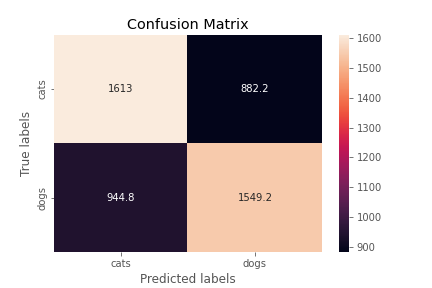 Confusion Matrix
True labels
cats
dogs
1613
882.2
944.8
1549.2
cats
dogs
Predicted labels
1600
1500
1400
1300
1200
1100
1000
900